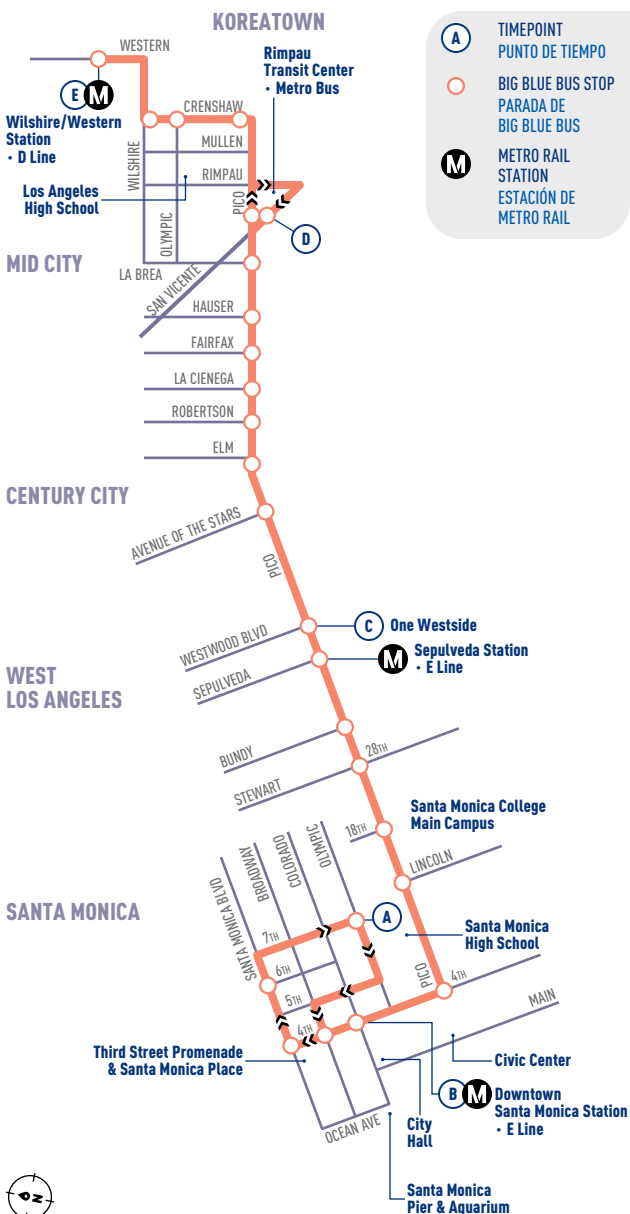 KOREATOWN
WESTERN
E M
Wilshire/Western
Station
• D Line
Rimpau
Transit Center
• Metro Bus
A
TIMEPOINT
PUNTO DE TIEMPO
BIG BLUE BUS STOP
PARADA DE
BIG BLUE BUS
M
METRO RAIL
STATION
ESTACIÓN DE
METRO RAIL
CRENSHAW
WILSHIRE
MULLEN
RIMPAU
Los Angeles
High School
OLYMPIC
PICO
D
MID CITY
LA BREA
SAN VICENTE
HAUSER
FAIRFAX
LA CIENEGA
ROBERTSON
ELM
CENTURY CITY
AVENUE OF THE STARS
PICO
C One Westside
WESTWOOD BLVD
M Sepulveda Station
• E Line
SEPULVEDA
WEST
LOS ANGELES
BUNDY
28TH
STEWART
Santa Monica College
Main Campus
18TH
LINCOLN
SANTA MONICA
SANTA MONICA BLVD
BROADWAY
COLORADO
OLYMPIC
A
7TH
6TH
5TH
4TH
Santa Monica
High School
PICO
4TH
MAIN
Third Street Promenade
& Santa Monica Place
Civic Center
B M Downtown
Santa Monica Station
• E Line
City
Hall
OCEAN AVE
Santa Monica
Pier & Aquarium
N